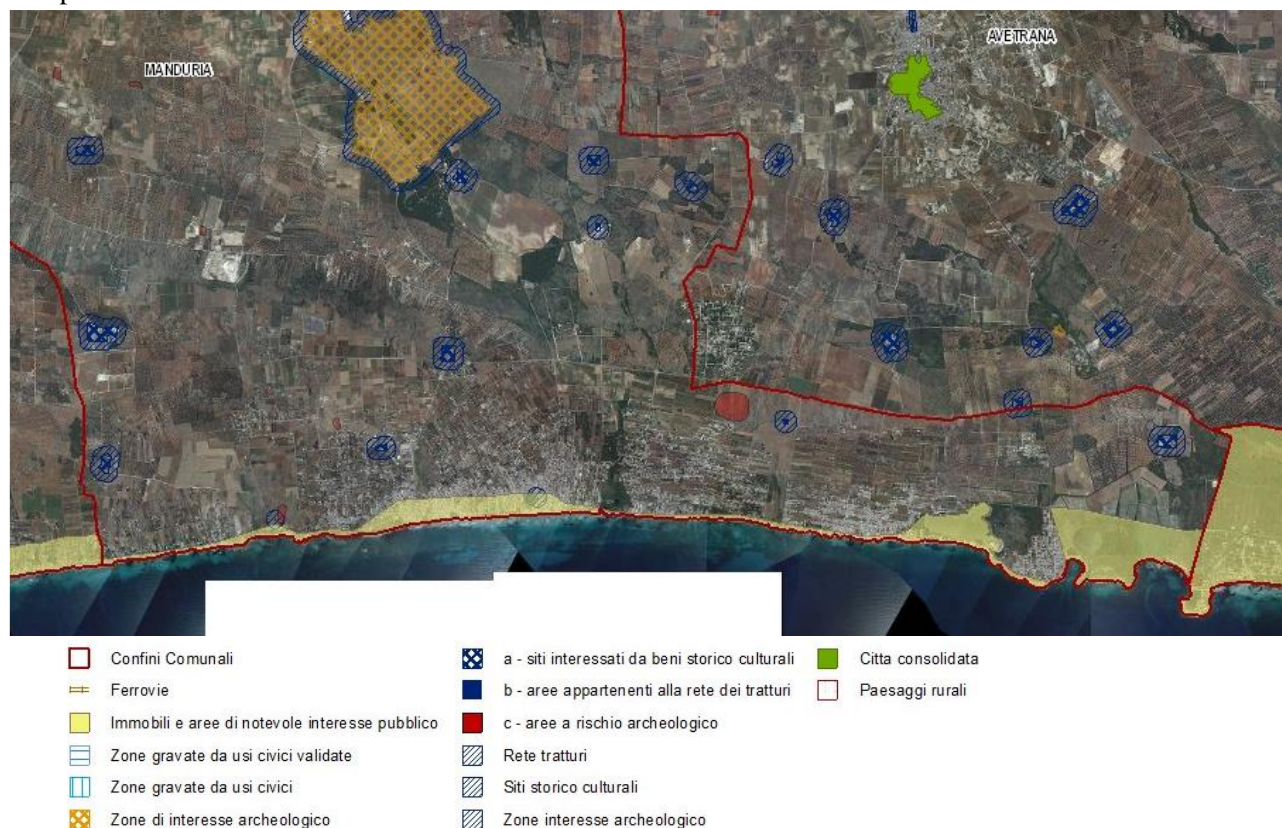 MANDURIA
AVETRANA
Confini Comunali
Ferrovie
Immobili e aree di notevole interesse pubblico
Zone gravate da usi civici validate
Zone gravate da usi civici
Zone di interesse archeologico
a - siti interessati da beni storico culturali
b - aree appartenenti alla rete dei tratturi
c - aree a rischio archeologico
Rete tratturi
Siti storico culturali
Zone interesse archeologico
Citta consolidata
Paesaggi rurali